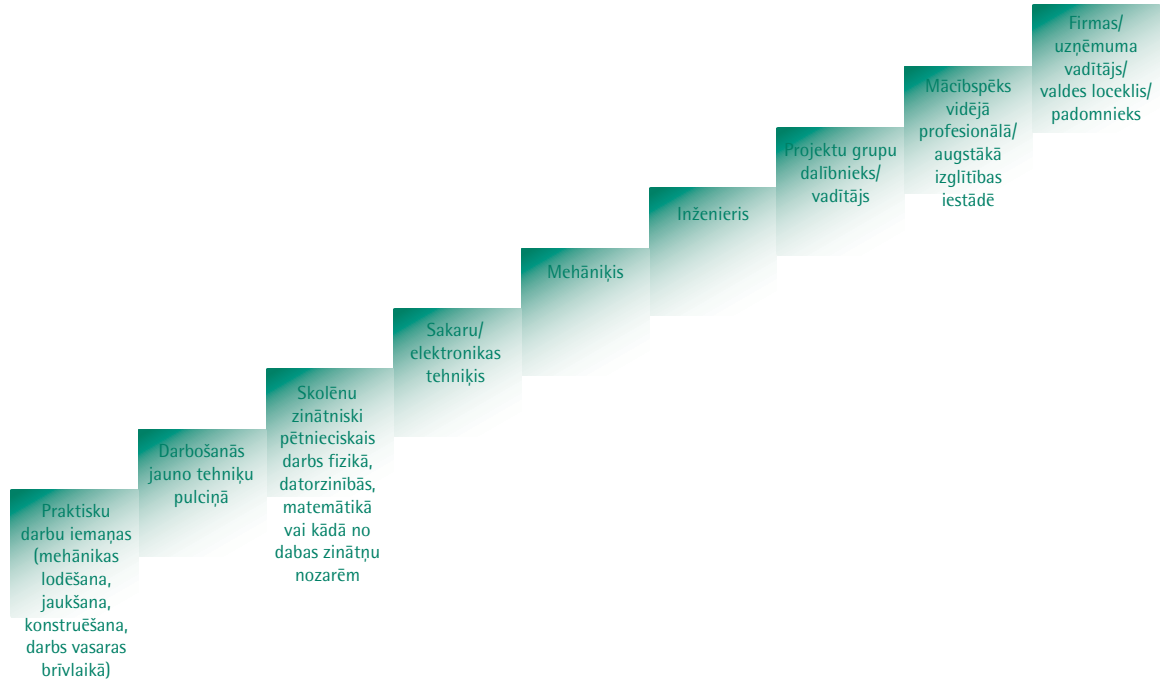 Firmas/
uzņēmuma
vadītājs/
valdes loceklis/
padomnieks
Mācībspēks
vidējā
profesionālā/
augstākā
izglītības
iestādē
Projektu grupu
dalībnieks/
vadītājs
Inženieris
Mehāniķis
Sakaru/
elektronikas
tehniķis
Skolēnu
zinātniski
pētnieciskais
darbs fizikā,
datorzinībās,
matemātikā
vai kādā no
dabas zinātņu
nozarēm
Darbošanās
jauno tehniķu
pulciņā
Praktisku
darbu iemaņas
(mehānikas
lodēšana,
jaukšana,
konstruēšana,
darbs vasaras
brīvlaikā)